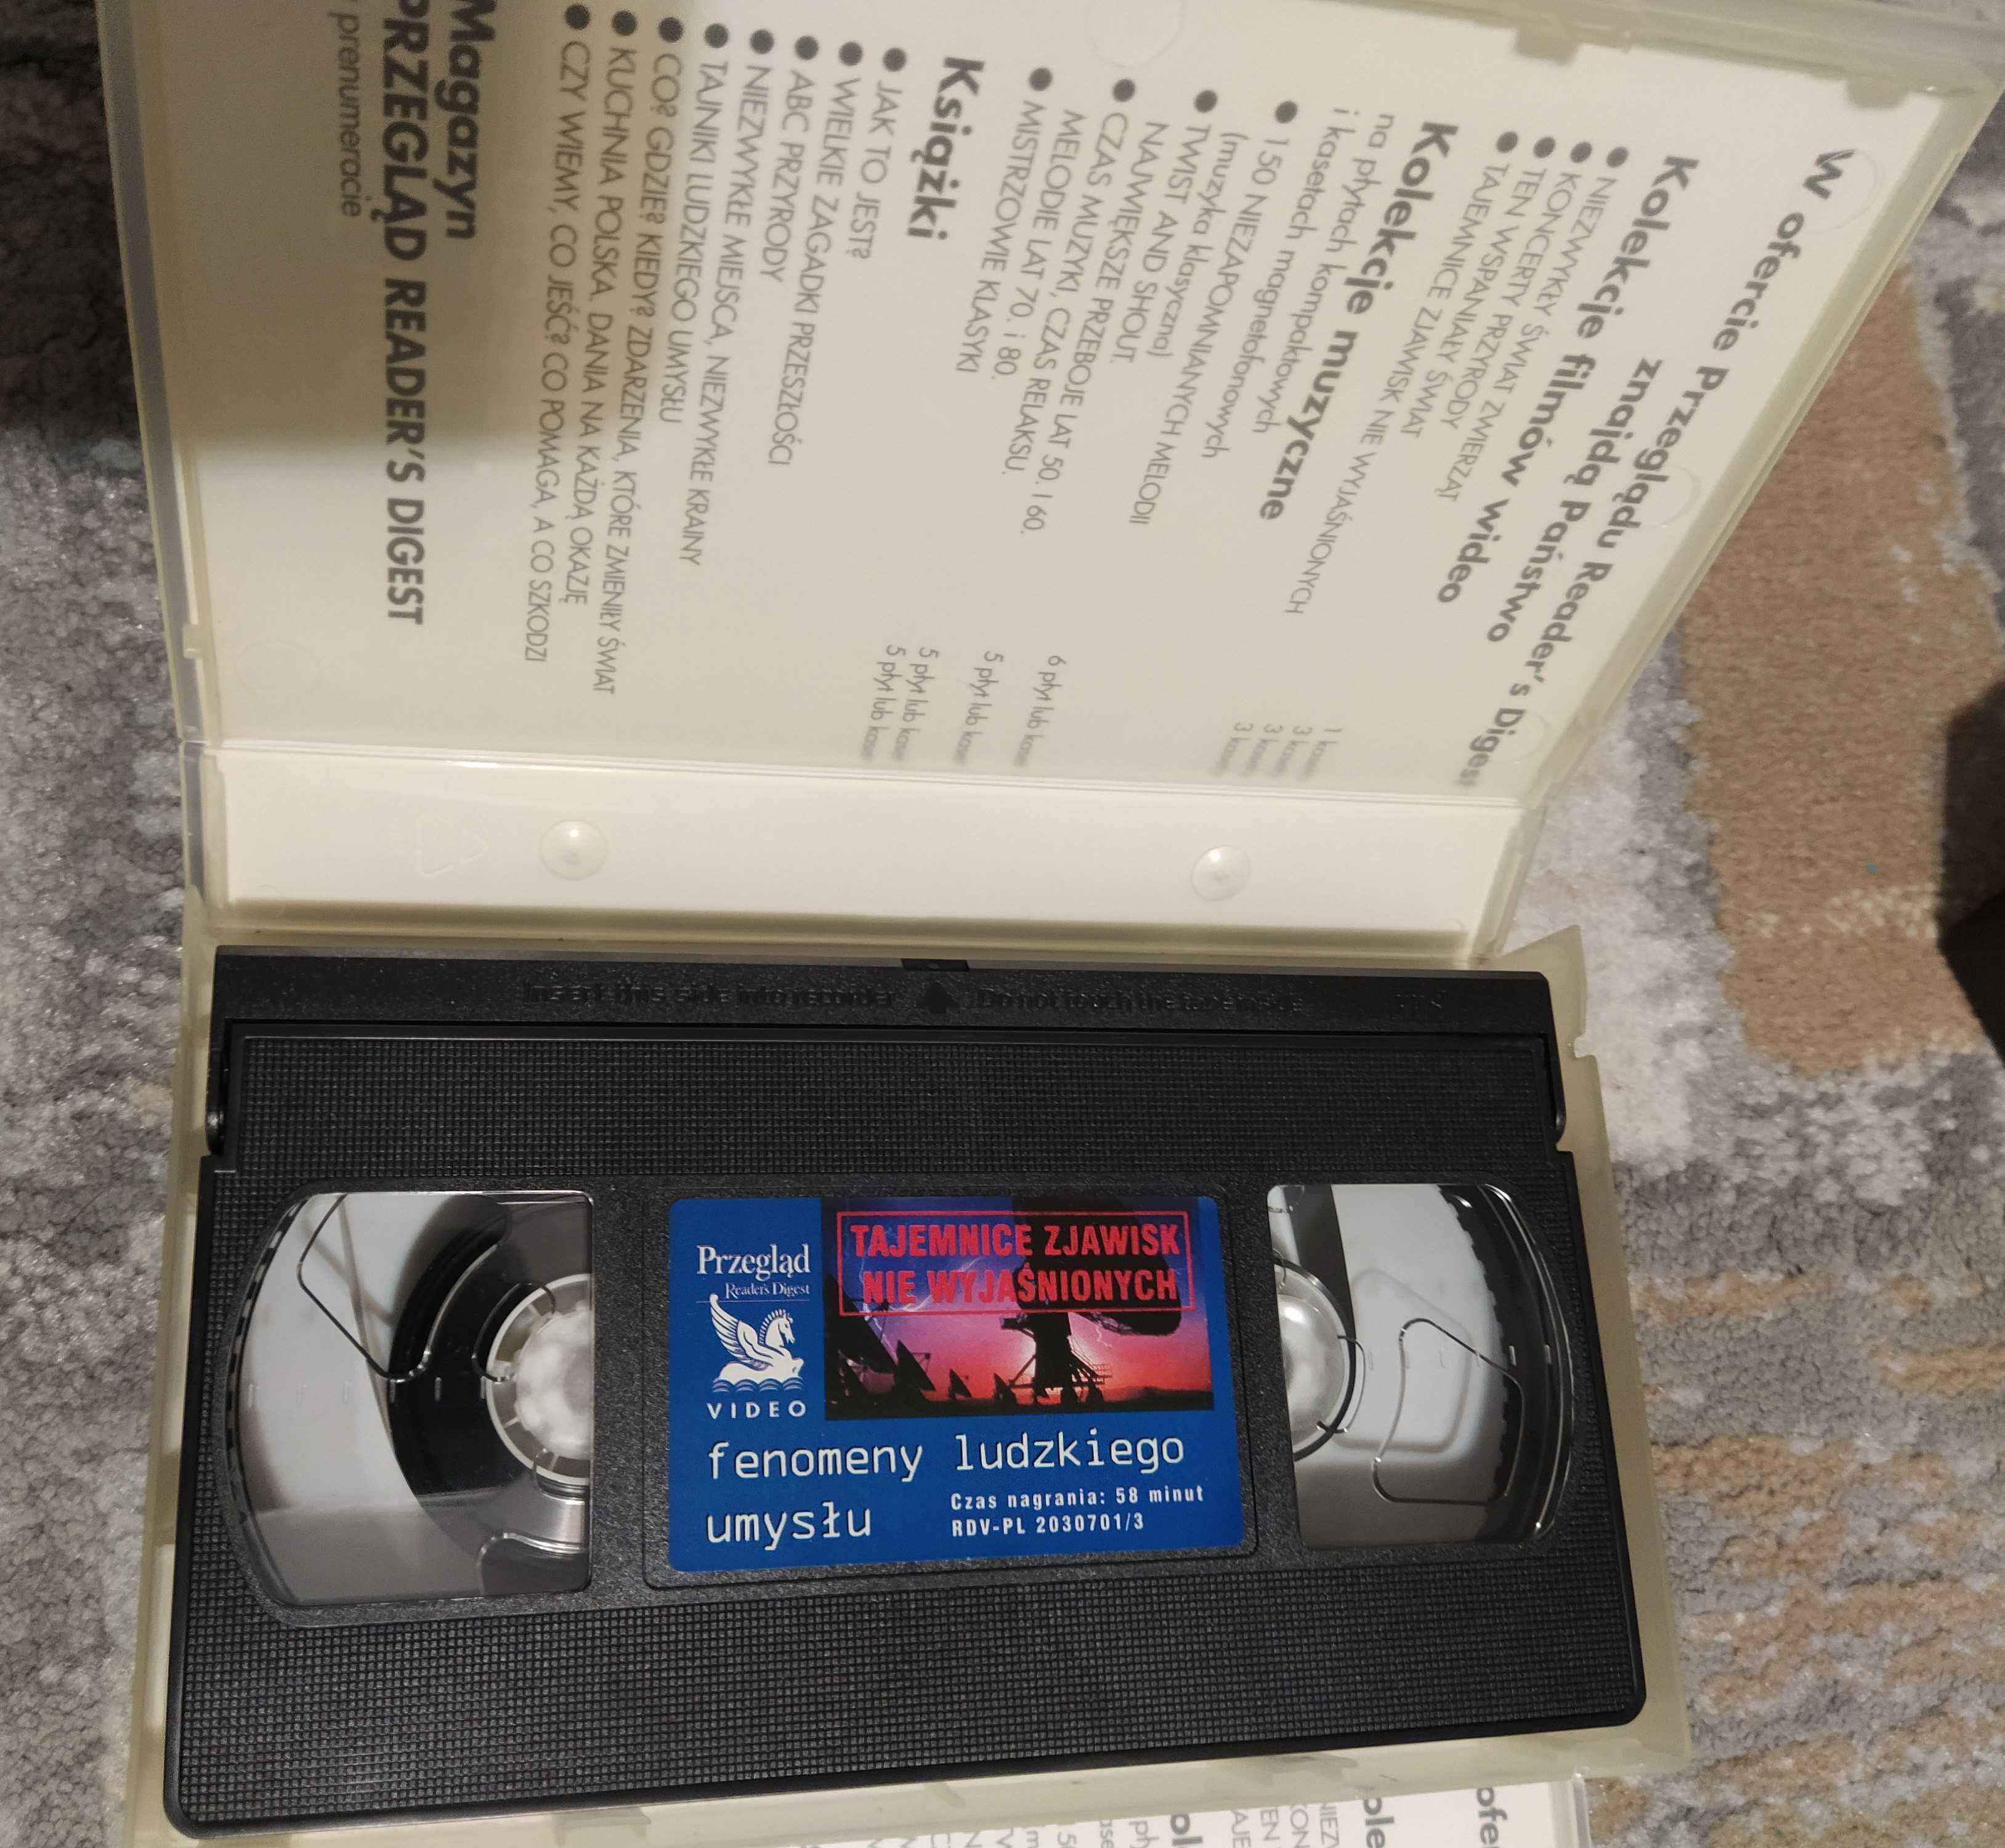 W ofercie Przeglądu Reader's Digest
znajdą Państwo
Kolekcje filmów wideo
● NIEZWYKŁY ŚWIAT ZWIERZĄT
● KONCERTY PRZYRODY
● TEN WSPANIAŁY ŚWIAT
● TAJEMNICE ZJAWISK NIE WYJAŚNIONYCH
1
3
3
3
Kolekcje muzyczne
na płytach kompaktowych
i kasetach magnetofonowych
● 150 NIEZAPOMNIANYCH MELODII
(muzyka klasyczna)
6 płyt lub
● TWIST AND SHOUT.
NAJWIĘKSZE PRZEBOJE LAT 50. I 60.
5 płyt lub
● CZAS MUZYKI, CZAS RELAKSU.
MELODIE LAT 70. i 80.
5 płyt lub
● MISTRZOWIE KLASYKI
5 płyt lub
Książki
● JAK TO JEST?
● WIELKIE ZAGADKI PRZESZŁOŚCI
● ABC PRZYRODY
● NIEZWYKŁE MIEJSCA, NIEZWYKŁE KRAINY
● TAJNIKI LUDZKIEGO UMYSŁU
● CO? GDZIE? KIEDY? ZDARZENIA, KTÓRE ZMIENIŁY ŚWIAT
● KUCHNIA POLSKA. DANIA NA KAŻDĄ OKAZJĘ
● CZY WIEMY, CO JEŚĆ? CO POMAGA, A CO SZKODZI
Magazyn
PRZEGLĄD READER'S DIGEST
prenumeracie
Insert this side into recorder
Do not touch the tape inside
VHS
TAJEMNICE ZJAWISK
NIE WYJAŚNIONYCH
Przegląd
Reader's Digest
VIDEO
fenomeny ludzkiego
umysłu
Czas nagrania: 58 minut
RDV-PL 2030701/3